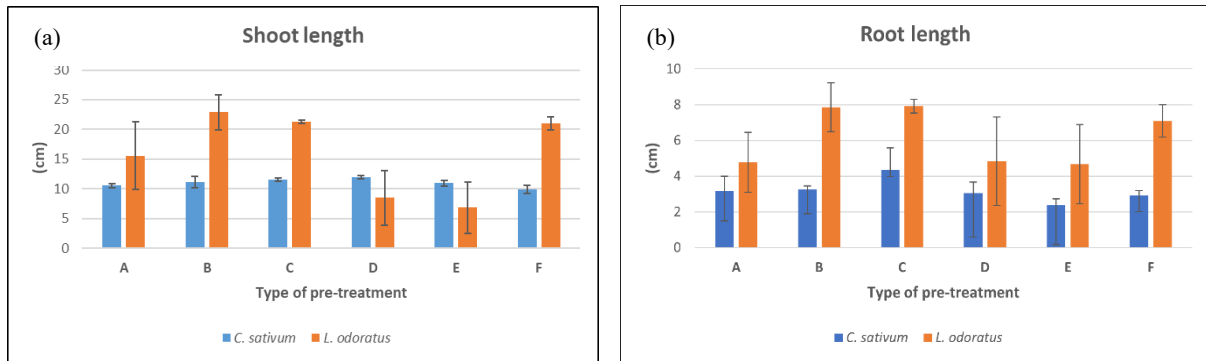 (a)
Shoot length
30
25
20
15
10
5
0
(cm)
A B C D E F
Type of pre-treatment
C. sativum L. odoratus
(b)
Root length
10
8
6
4
2
0
(cm)
A B C D E F
Type of pre-treatment
C. sativum L. odoratus